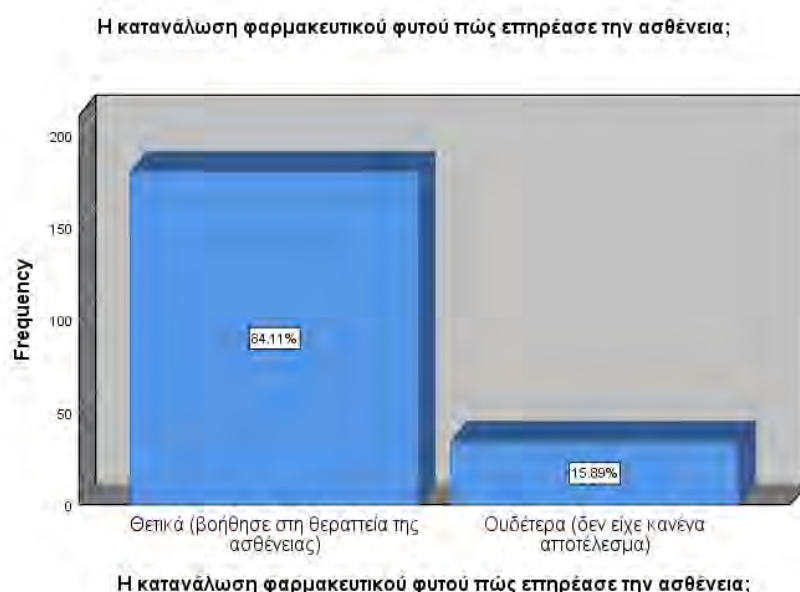 Η κατανάλωση φαρμακευτικού φυτού πώς επηρέασε την ασθένεια;
200
150
100
50
0
Frequency
84.11%
15.89%
Θετικά (βοήθησε στη θεραπεία της
ασθένειας)
Ουδέτερα (δεν είχε κανένα
αποτέλεσμα)
Η κατανάλωση φαρμακευτικού φυτού πώς επηρέασε την ασθένεια;